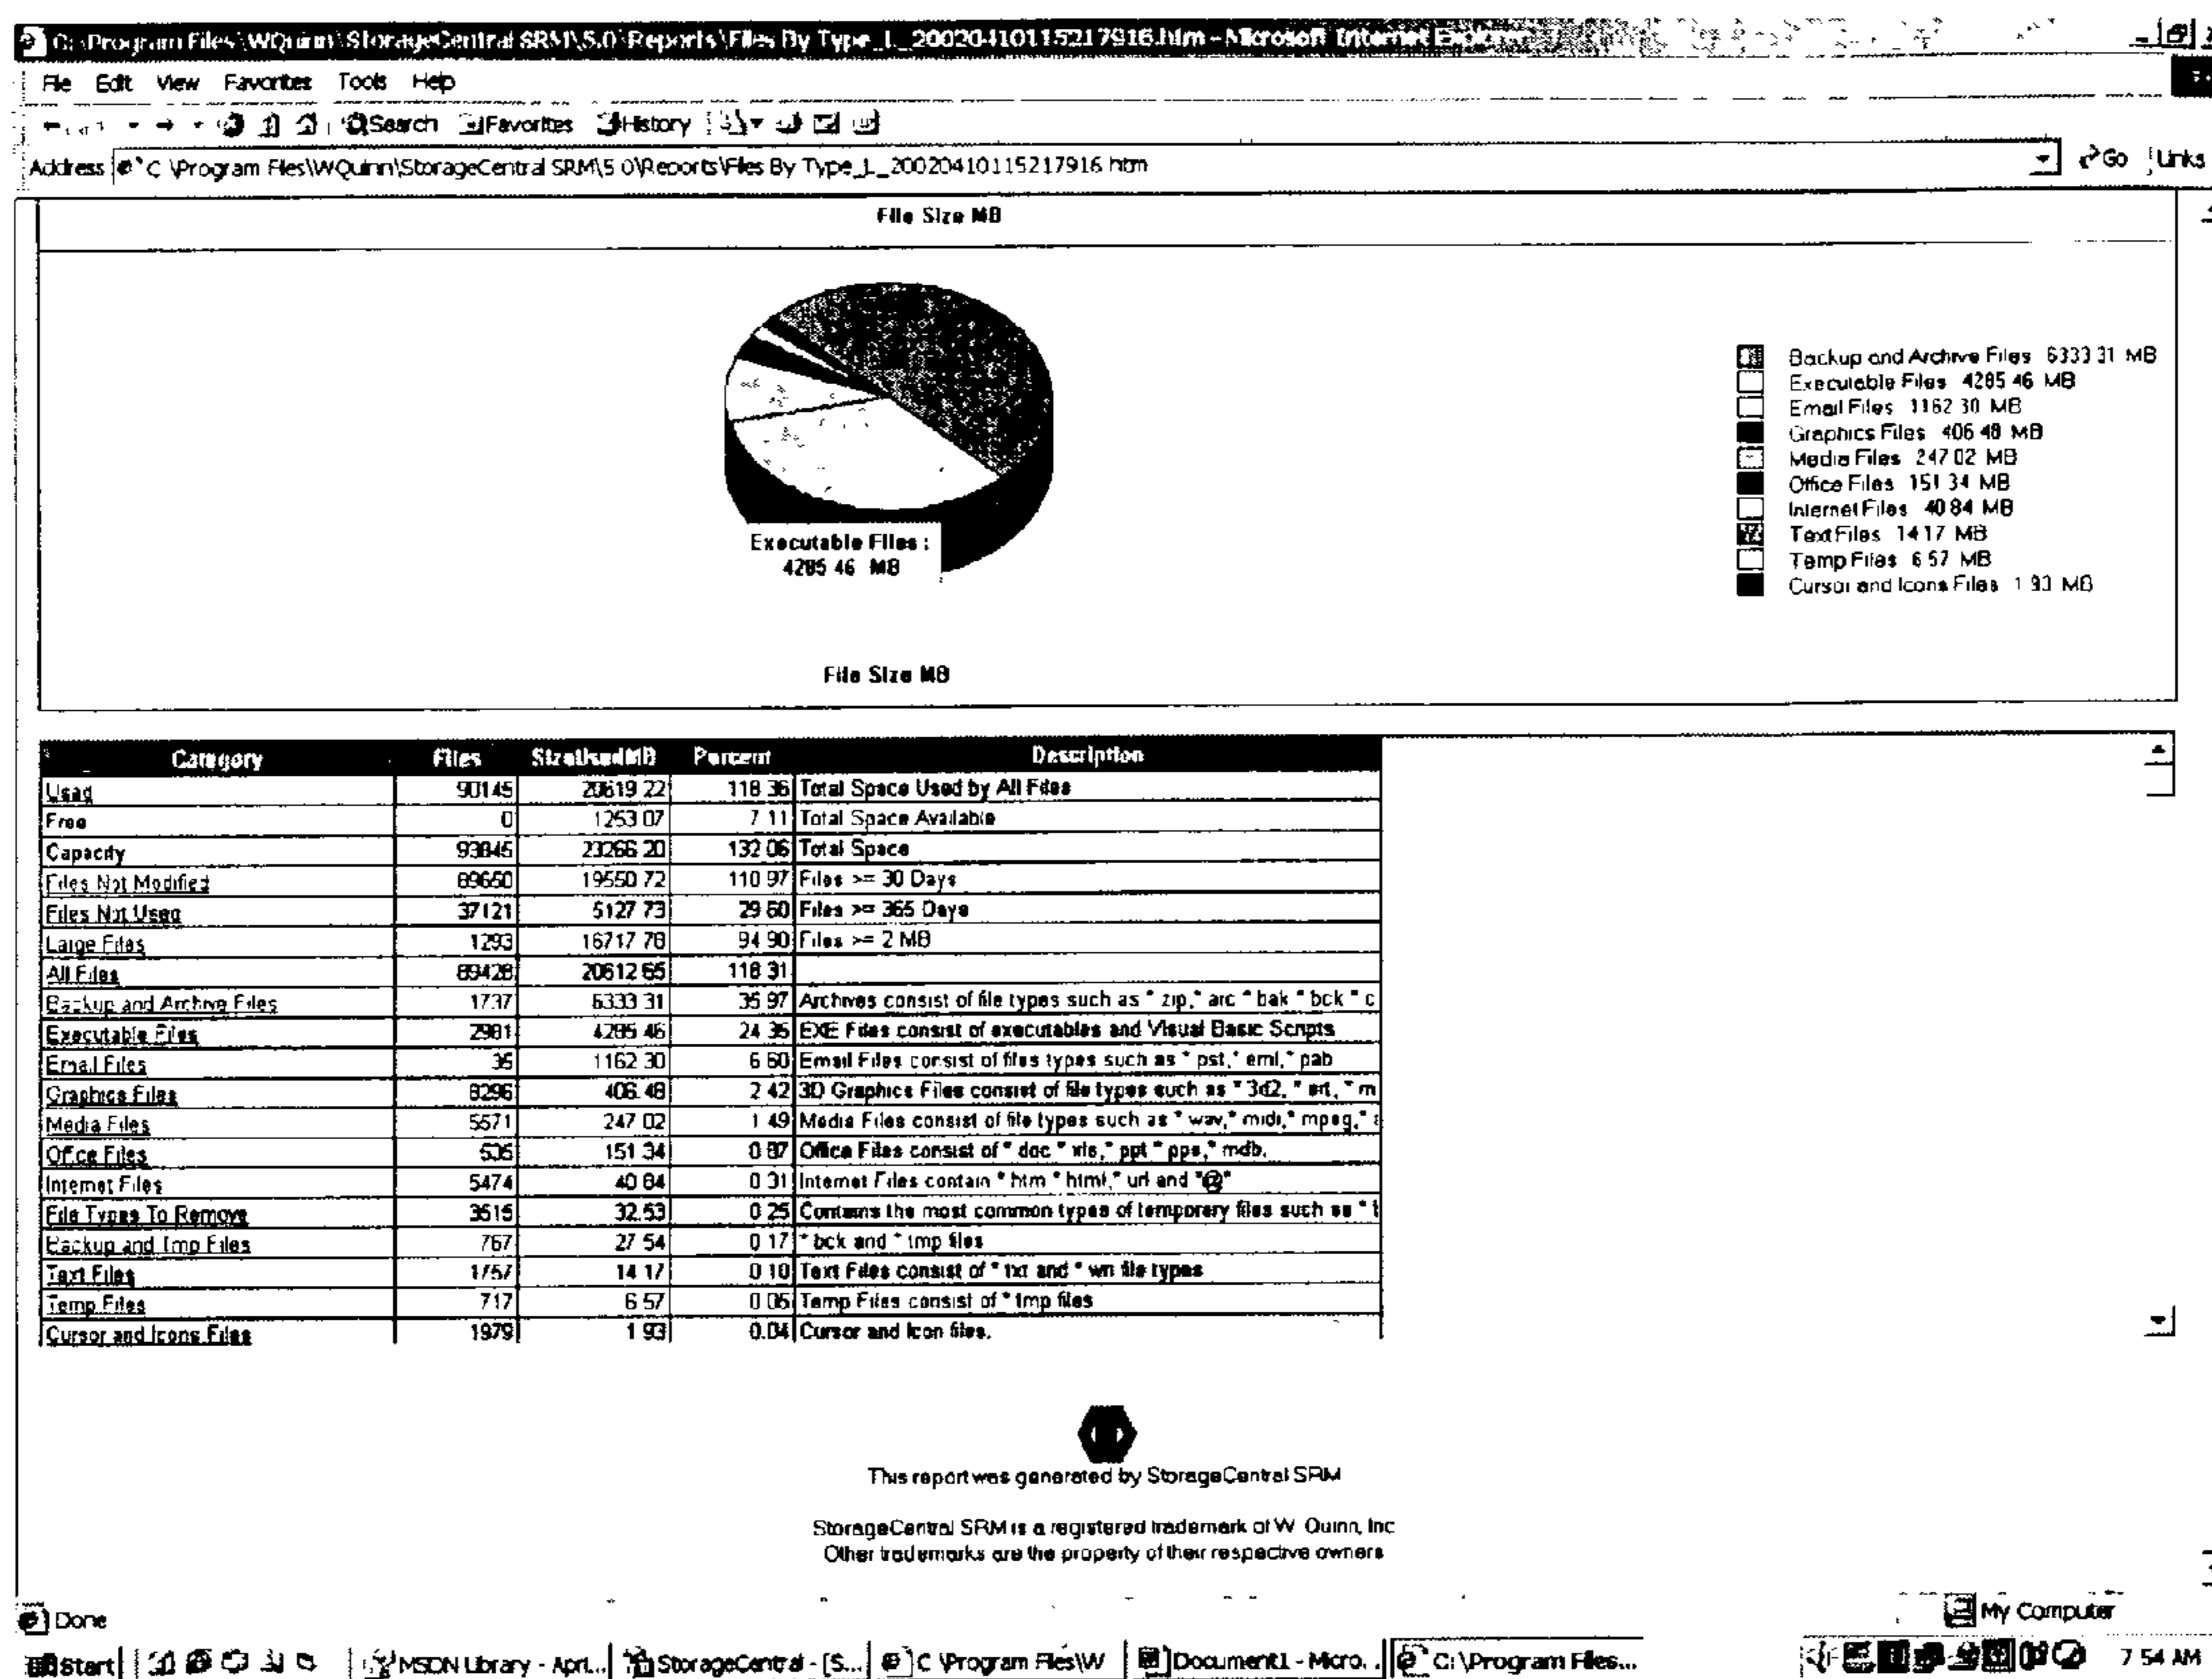 C:\Program Files\WQuinn\StorageCentral SRM\5.0\Reports\Files By Type_L_20020410115217916.htm - Microsoft Internet
File Edit View Favorites Tools Help
Search Favorites History
Address C \Program Files\WQuinn\StorageCentral SRM\5 0\Reports\Files By Type_L_20020410115217916 htm Go Links
File Size MB
Backup and Archive Files 6333 31 MB
Executable Files 4285 46 MB
Email Files 1162 30 MB
Graphics Files 406 48 MB
Media Files 247 02 MB
Office Files 151 34 MB
Internet Files 40 84 MB
Text Files 14 17 MB
Temp Files 6 57 MB
Cursor and Icons Files 1 93 MB
Executable Files :
4285 46 MB
File Size MB
Category Files SizeUsedMB Percent Description
Used 90145 20619 22 118 36 Total Space Used by All Files
Free 0 1253 07 7 11 Total Space Available
Capacity 93845 23266 20 132 06 Total Space
Files Not Modified 89650 19550 72 110 97 Files >= 30 Days
Files Not Used 37121 5127 73 29 60 Files >= 365 Days
Large Files 1293 16717 78 94 90 Files >= 2 MB
All Files 89428 20612 65 118 31
Backup and Archive Files 1737 6333 31 35 97 Archives consist of file types such as * zip,* arc * bak * bck * c
Executable Files 2981 4285 46 24 35 EXE Files consist of executables and Visual Basic Scripts
Email Files 35 1162 30 6 60 Email Files consist of files types such as * pst,* eml,* pab
Graphics Files 8296 406.48 2 42 3D Graphics Files consist of file types such as * 3d2, * art, * m
Media Files 5571 247 02 1 49 Media Files consist of file types such as * wav,* midi,* mpeg,*
Office Files 535 151 34 0 87 Office Files consist of * doc * xls,* ppt * pps,* mdb.
Internet Files 5474 40 84 0 31 Internet Files contain * htm * html,* url and *@*
File Types To Remove 3515 32.53 0 25 Contains the most common types of temporary files such as * t
Backup and Tmp Files 767 27 54 0 17 * bck and * tmp files
Text Files 1757 14 17 0 10 Text Files consist of * txt and * wri file types
Temp Files 717 6 57 0 05 Temp Files consist of * tmp files
Cursor and Icons Files 1979 1 93 0.04 Cursor and Icon files.
This report was generated by StorageCentral SRM
StorageCentral SRM is a registered trademark of W Quinn, Inc
Other trademarks are the property of their respective owners
Done My Computer
Start MSDN Library - Apri... StorageCentral - [S... C \Program Files\W Document1 - Micro. . C:\Program Files... 7 54 AM